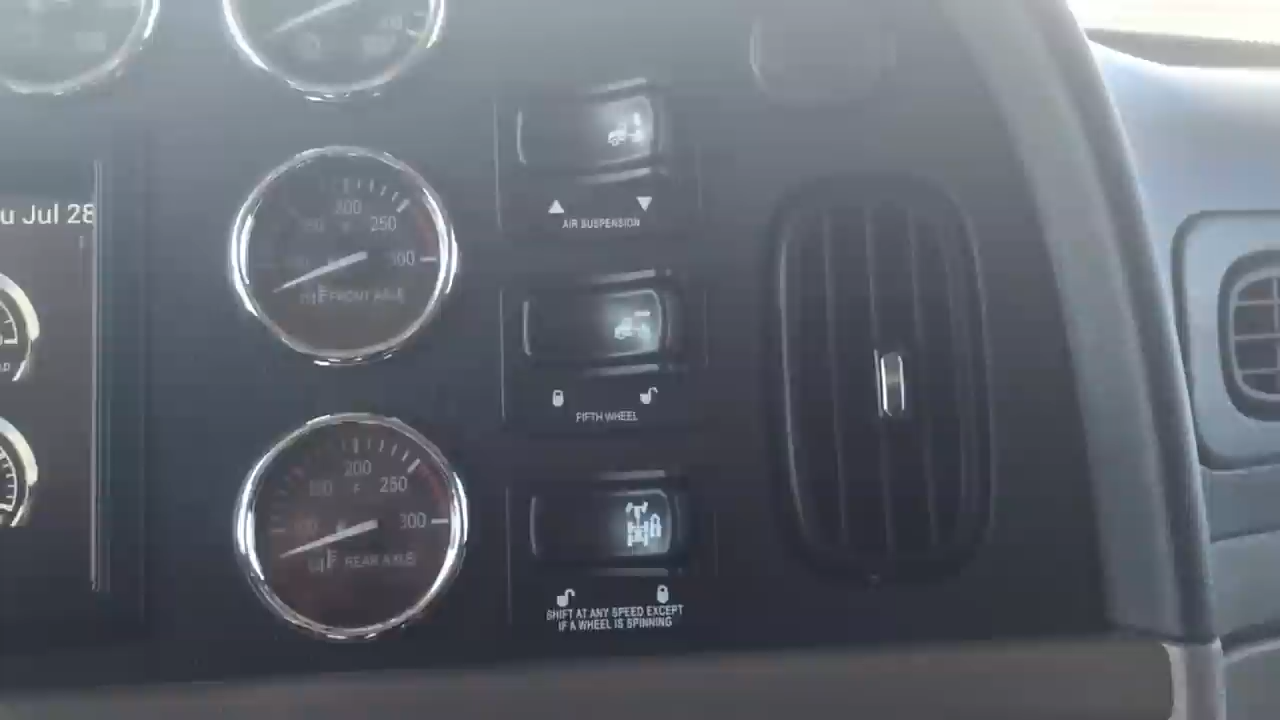 u Jul 28
200
250
300
FRONT AXLE
200
150
250
F
300
REAR AXLE
AIR SUSPENSION
FIFTH WHEEL
SHIFT AT ANY SPEED EXCEPT
IF A WHEEL IS SPINNING